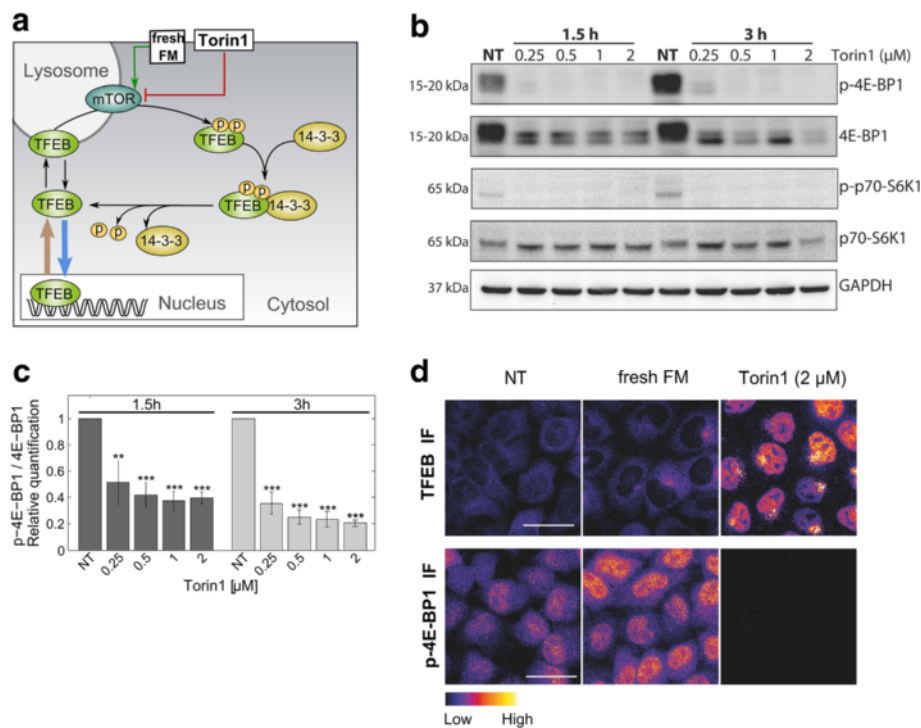 a
fresh
FM
Torin1
Lysosome
mTOR
TFEB
p p
TFEB
14-3-3
p p
TFEB 14-3-3
TFEB
p p
14-3-3
TFEB
Nucleus
Cytosol
b
1.5 h 3 h
NT 0.25 0.5 1 2 NT 0.25 0.5 1 2 Torin1 (µM)
15-20 kDa p-4E-BP1
15-20 kDa 4E-BP1
65 kDa p-p70-S6K1
65 kDa p70-S6K1
37 kDa GAPDH
c
p-4E-BP1 / 4E-BP1
Relative quantification
1.5h 3h
1
0.8
0.6
0.4
0.2
0
** *** *** *** *** *** *** ***
NT 0.25 0.5 1 2 NT 0.25 0.5 1 2
Torin1 [µM]
d
NT fresh FM Torin1 (2 µM)
TFEB IF
p-4E-BP1 IF
Low High